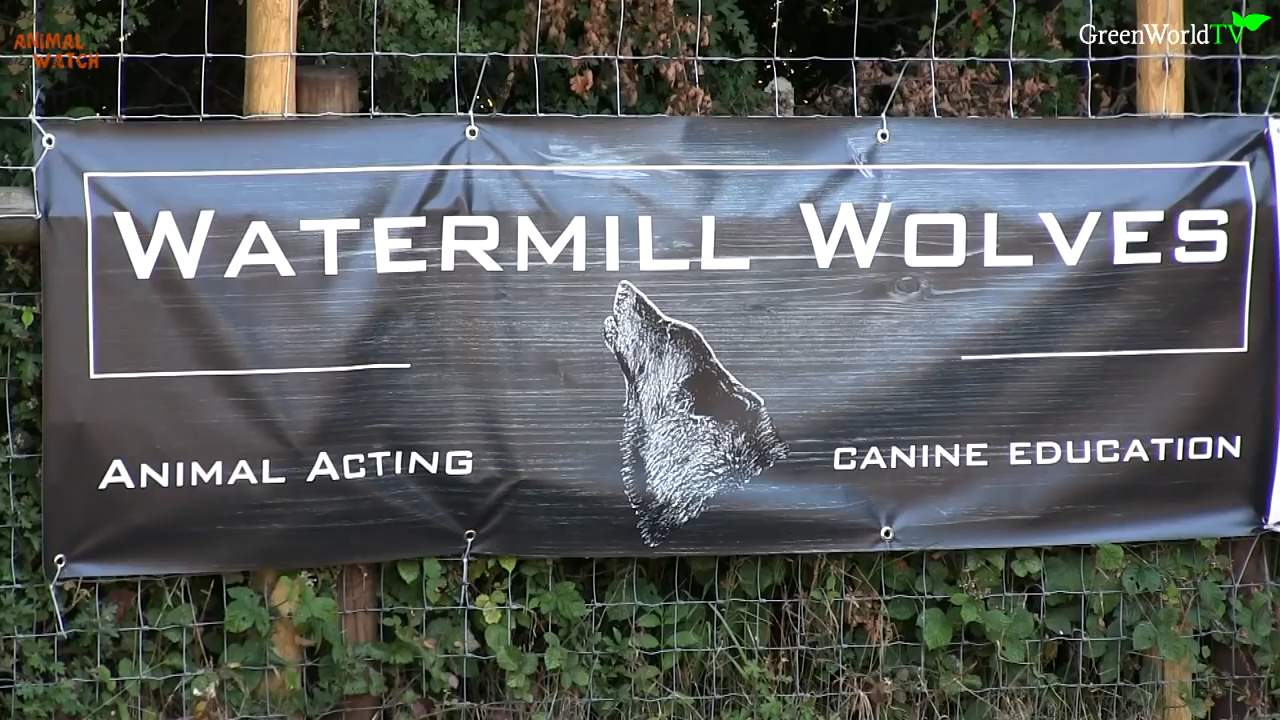 ANIMAL
WATCH
GreenWorldTV
WATERMILL WOLVES
ANIMAL ACTING
CANINE EDUCATION